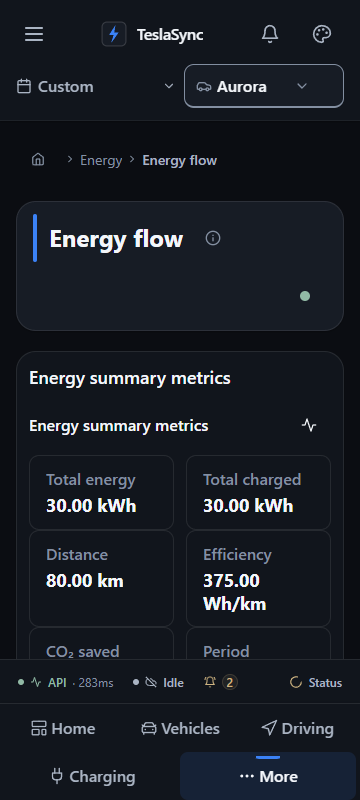 TeslaSync
Custom
Aurora
Energy
Energy flow
Energy flow
Energy summary metrics
Energy summary metrics
Total energy
30.00 kWh
Total charged
30.00 kWh
Distance
80.00 km
Efficiency
375.00
Wh/km
CO₂ saved
Period
API · 283ms
Idle
2
Status
Home
Vehicles
Driving
Charging
More